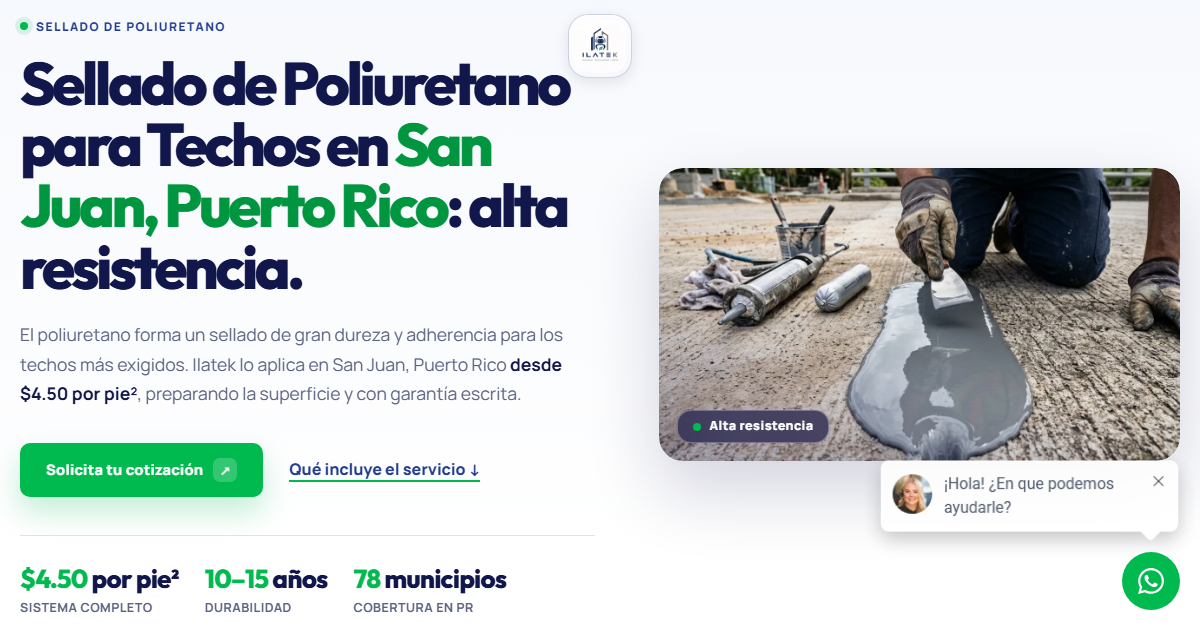 SELLADO DE POLIURETANO
ILATEK
Sellado de Poliuretano
para Techos en San
Juan, Puerto Rico: alta
resistencia.
El poliuretano forma un sellado de gran dureza y adherencia para los
techos más exigidos. Ilatek lo aplica en San Juan, Puerto Rico desde
$4.50 por pie², preparando la superficie y con garantía escrita.
Solicita tu cotización ↗
Qué incluye el servicio ↓
Alta resistencia
¡Hola! ¿En que podemos
ayudarle?
$4.50 por pie²
SISTEMA COMPLETO
10–15 años
DURABILIDAD
78 municipios
COBERTURA EN PR